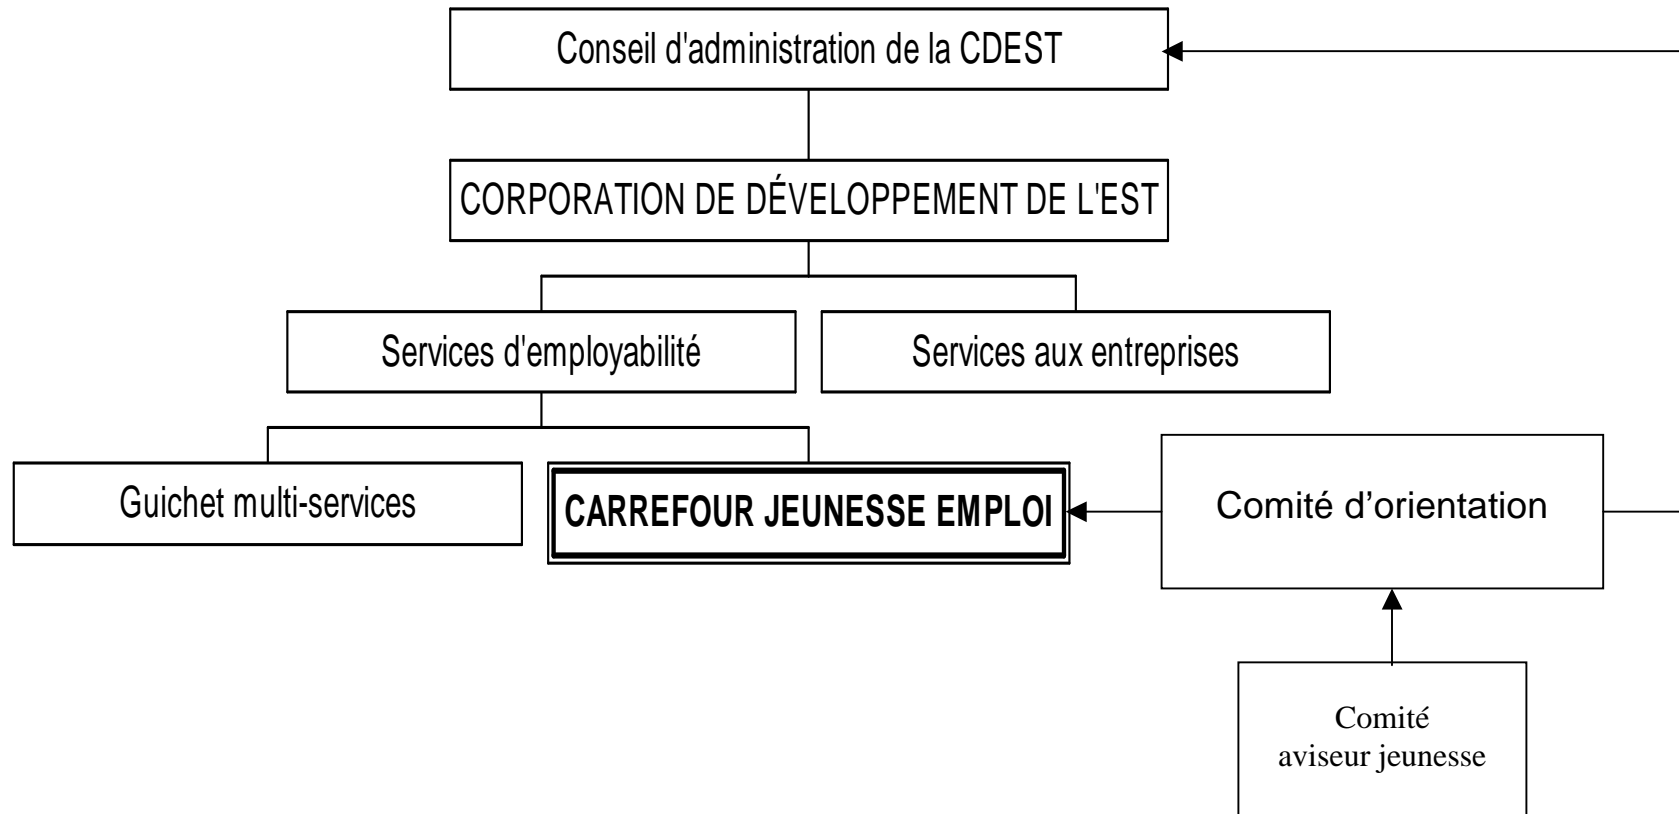 Conseil d'administration de la CDEST
CORPORATION DE DÉVELOPPEMENT DE L'EST
Services d'employabilité
Services aux entreprises
Guichet multi-services
CARREFOUR JEUNESSE EMPLOI
Comité d’orientation
Comité
aviseur jeunesse